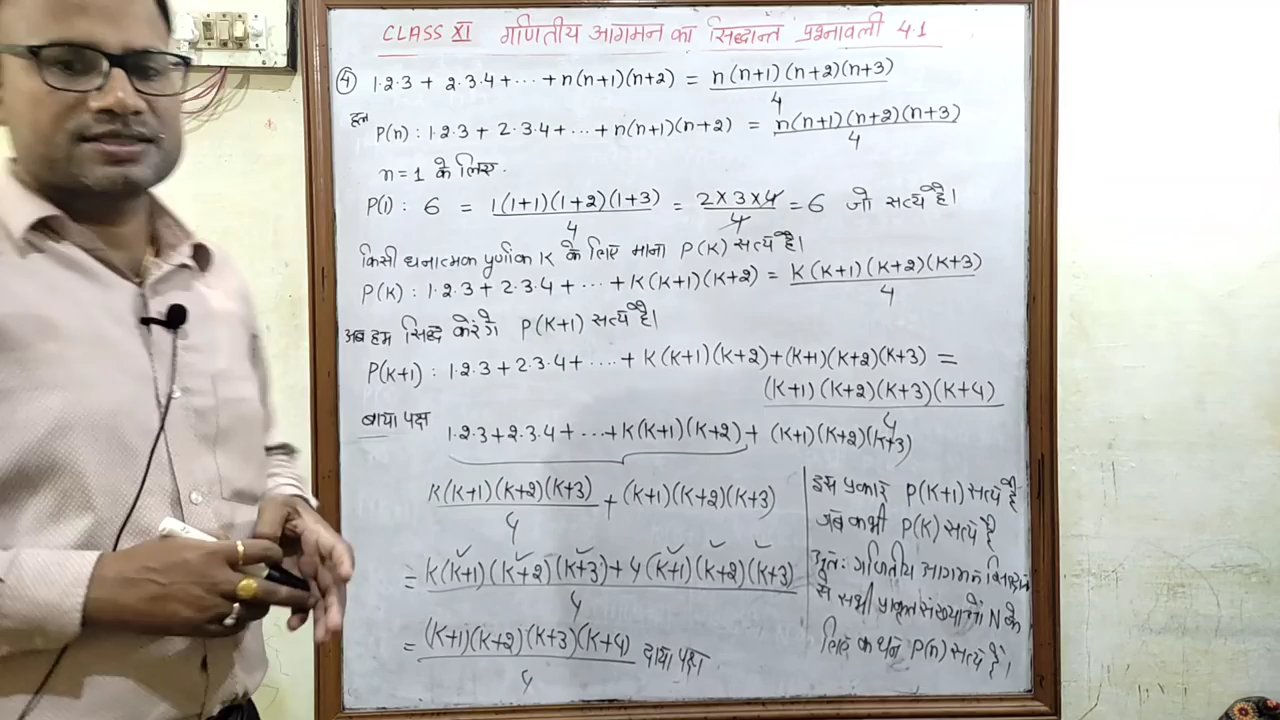 CLASS XI गणितीय आगमन का सिद्धान्त प्रश्नावली 4.1
④ 1.2.3 + 2.3.4 + ... + n(n+1)(n+2) = n(n+1)(n+2)(n+3)/4
हल P(n) : 1.2.3 + 2.3.4 + ... + n(n+1)(n+2) = n(n+1)(n+2)(n+3)/4
n = 1 के लिए.
P(1) : 6 = 1(1+1)(1+2)(1+3)/4 = 2×3×4/4 = 6 जो सत्य है।
किसी धनात्मक पूर्णांक K के लिए माना P(K) सत्य है।
P(K) : 1.2.3 + 2.3.4 + ... + K(K+1)(K+2) = K(K+1)(K+2)(K+3)/4
अब हम सिद्ध करेंगे P(K+1) सत्य है।
P(K+1) : 1.2.3 + 2.3.4 + .... + K(K+1)(K+2)+(K+1)(K+2)(K+3) =
(K+1)(K+2)(K+3)(K+4)/4
बाया पक्ष 1.2.3+2.3.4+ ...+K(K+1)(K+2)+ (K+1)(K+2)(K+3)
K(K+1)(K+2)(K+3)/4 + (K+1)(K+2)(K+3)
= K(K+1)(K+2)(K+3)+4(K+1)(K+2)(K+3)/4
= (K+1)(K+2)(K+3)(K+4)/4 दाया पक्ष
इस प्रकार P(K+1) सत्य है
जब कभी P(K) सत्य है
अतः गणितीय आगमन सिद्धान्त
से सभी प्राकृत संख्याओं N के
लिए कथन P(n) सत्य है।